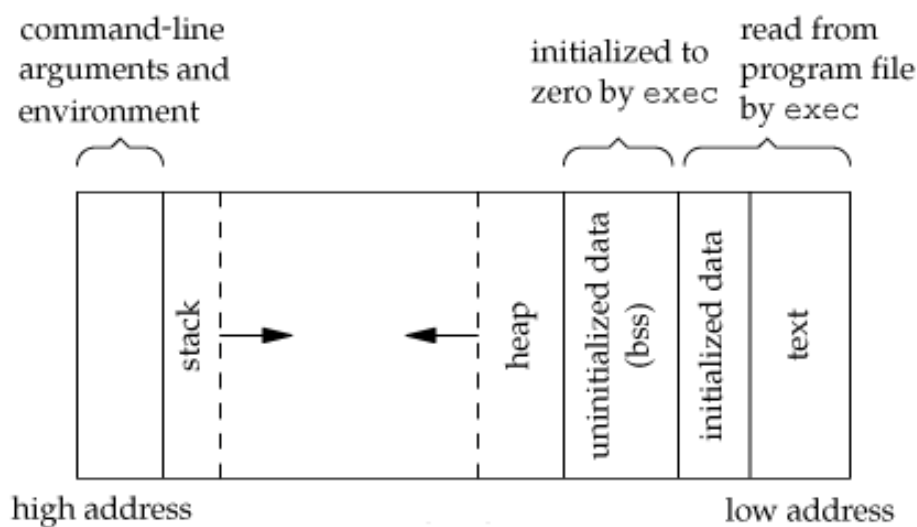 command-line
arguments and
environment
initialized to
zero by exec
read from
program file
by exec
stack
heap
uninitialized data
(bss)
initialized data
text
high address
low address